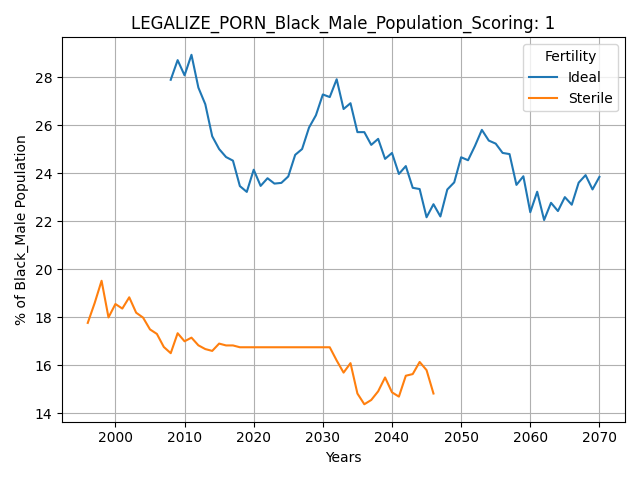 LEGALIZE_PORN_Black_Male_Population_Scoring: 1
% of Black_Male Population
28
26
24
22
20
18
16
14
Fertility
Ideal
Sterile
2000 2010 2020 2030 2040 2050 2060 2070
Years